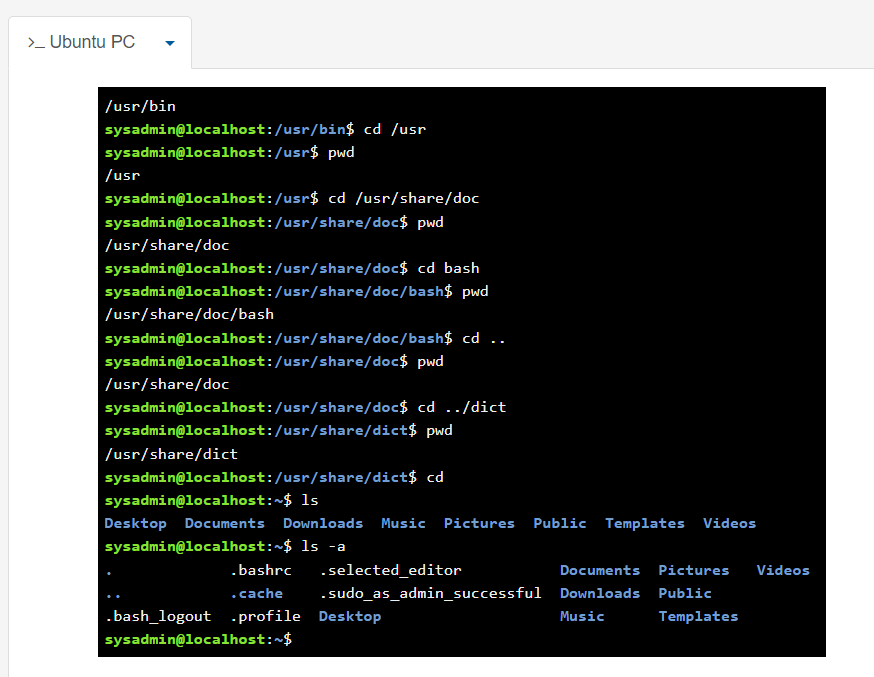 >_ Ubuntu PC
/usr/bin
sysadmin@localhost:/usr/bin$ cd /usr
sysadmin@localhost:/usr$ pwd
/usr
sysadmin@localhost:/usr$ cd /usr/share/doc
sysadmin@localhost:/usr/share/doc$ pwd
/usr/share/doc
sysadmin@localhost:/usr/share/doc$ cd bash
sysadmin@localhost:/usr/share/doc/bash$ pwd
/usr/share/doc/bash
sysadmin@localhost:/usr/share/doc/bash$ cd ..
sysadmin@localhost:/usr/share/doc$ pwd
/usr/share/doc
sysadmin@localhost:/usr/share/doc$ cd ../dict
sysadmin@localhost:/usr/share/dict$ pwd
/usr/share/dict
sysadmin@localhost:/usr/share/dict$ cd
sysadmin@localhost:~$ ls
Desktop  Documents  Downloads  Music  Pictures  Public  Templates  Videos
sysadmin@localhost:~$ ls -a
.             .bashrc   .selected_editor           Documents  Pictures   Videos
..            .cache    .sudo_as_admin_successful  Downloads  Public
.bash_logout  .profile  Desktop                    Music      Templates
sysadmin@localhost:~$